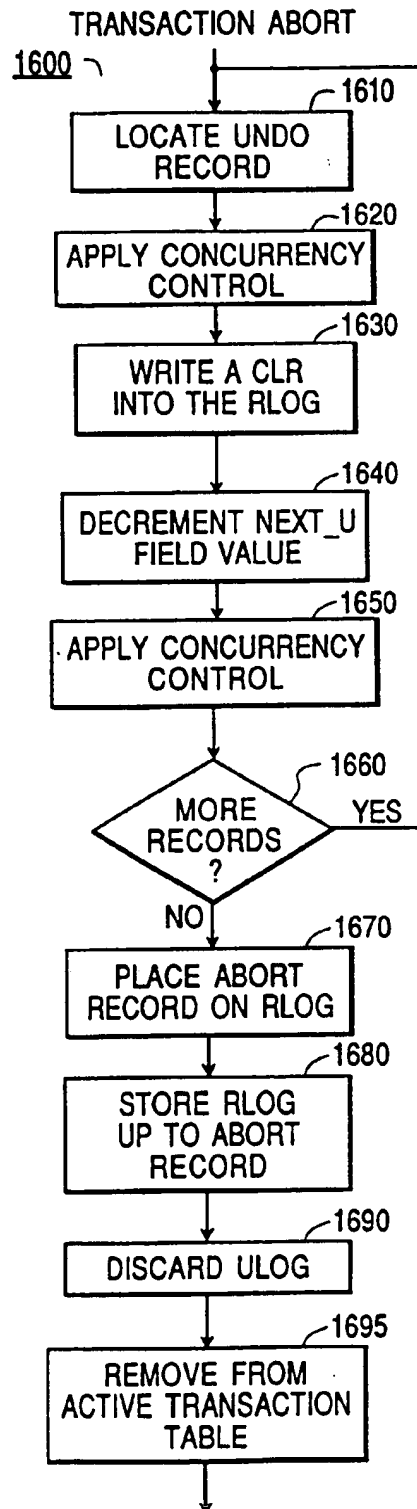 TRANSACTION ABORT
1600
1610
LOCATE UNDO
RECORD
1620
APPLY CONCURRENCY
CONTROL
1630
WRITE A CLR
INTO THE RLOG
1640
DECREMENT NEXT_U
FIELD VALUE
1650
APPLY CONCURRENCY
CONTROL
1660
MORE
RECORDS
?
YES
NO
1670
PLACE ABORT
RECORD ON RLOG
1680
STORE RLOG
UP TO ABORT
RECORD
1690
DISCARD ULOG
1695
REMOVE FROM
ACTIVE TRANSACTION
TABLE